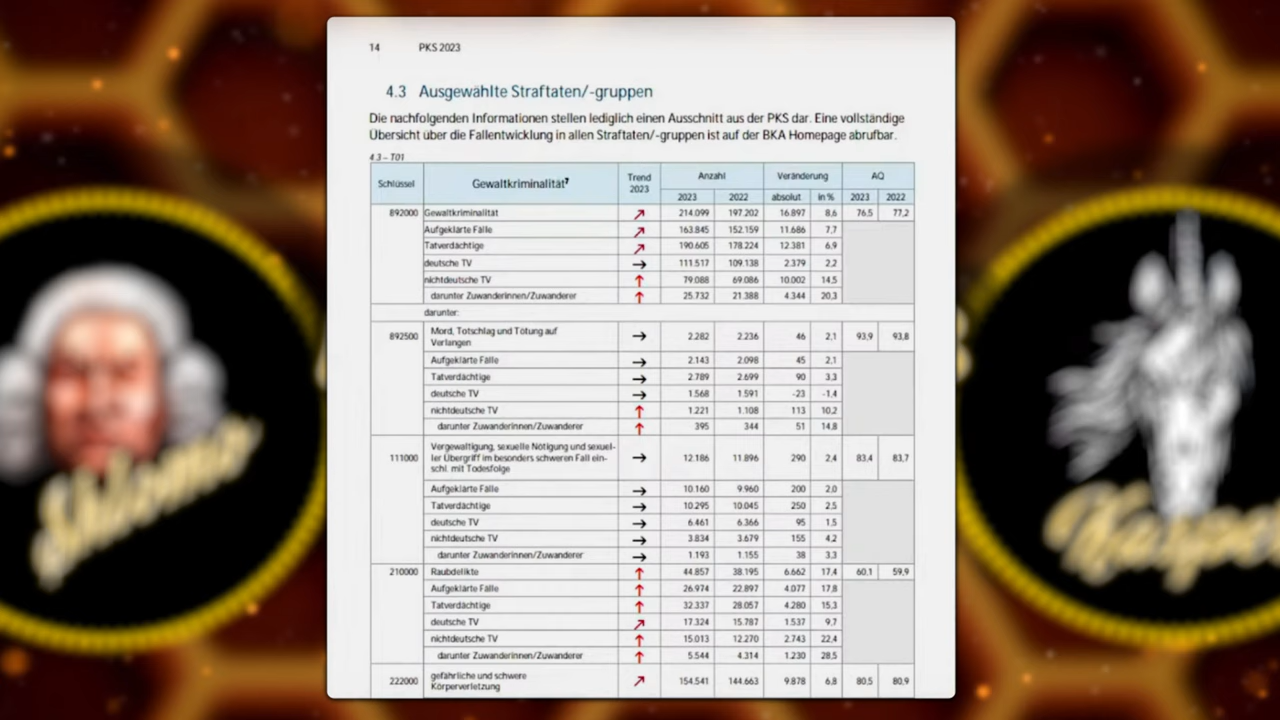 14 PKS 2023
4.3 Ausgewählte Straftaten/-gruppen
Die nachfolgenden Informationen stellen lediglich einen Ausschnitt aus der PKS dar. Eine vollständige
Übersicht über die Fallentwicklung in allen Straftaten/-gruppen ist auf der BKA Homepage abrufbar.
4.3 – T01
Schlüssel Gewaltkriminalität7 Trend 2023 Anzahl Veränderung AQ
2023 2022 absolut in % 2023 2022
892000 Gewaltkriminalität ↗ 214.099 197.202 16.897 8,6 76,5 77,2
Aufgeklärte Fälle ↗ 163.845 152.159 11.686 7,7
Tatverdächtige ↗ 190.605 178.224 12.381 6,9
deutsche TV → 111.517 109.138 2.379 2,2
nichtdeutsche TV ↑ 79.088 69.086 10.002 14,5
darunter Zuwanderinnen/Zuwanderer ↑ 25.732 21.388 4.344 20,3
darunter:
892500 Mord, Totschlag und Tötung auf
Verlangen → 2.282 2.236 46 2,1 93,9 93,8
Aufgeklärte Fälle → 2.143 2.098 45 2,1
Tatverdächtige → 2.789 2.699 90 3,3
deutsche TV → 1.568 1.591 -23 -1,4
nichtdeutsche TV ↑ 1.221 1.108 113 10,2
darunter Zuwanderinnen/Zuwanderer ↑ 395 344 51 14,8
Vergewaltigung, sexuelle Nötigung und sexuel-
111000 ler Übergriff im besonders schweren Fall ein- → 12.186 11.896 290 2,4 83,4 83,7
schl. mit Todesfolge
Aufgeklärte Fälle → 10.160 9.960 200 2,0
Tatverdächtige → 10.295 10.045 250 2,5
deutsche TV → 6.461 6.366 95 1,5
nichtdeutsche TV → 3.834 3.679 155 4,2
darunter Zuwanderinnen/Zuwanderer → 1.193 1.155 38 3,3
210000 Raubdelikte ↑ 44.857 38.195 6.662 17,4 60,1 59,9
Aufgeklärte Fälle ↑ 26.974 22.897 4.077 17,8
Tatverdächtige ↑ 32.337 28.057 4.280 15,3
deutsche TV ↗ 17.324 15.787 1.537 9,7
nichtdeutsche TV ↑ 15.013 12.270 2.743 22,4
darunter Zuwanderinnen/Zuwanderer ↑ 5.544 4.314 1.230 28,5
222000 gefährliche und schwere
Körperverletzung ↗ 154.541 144.663 9.878 6,8 80,5 80,9
Shlomo